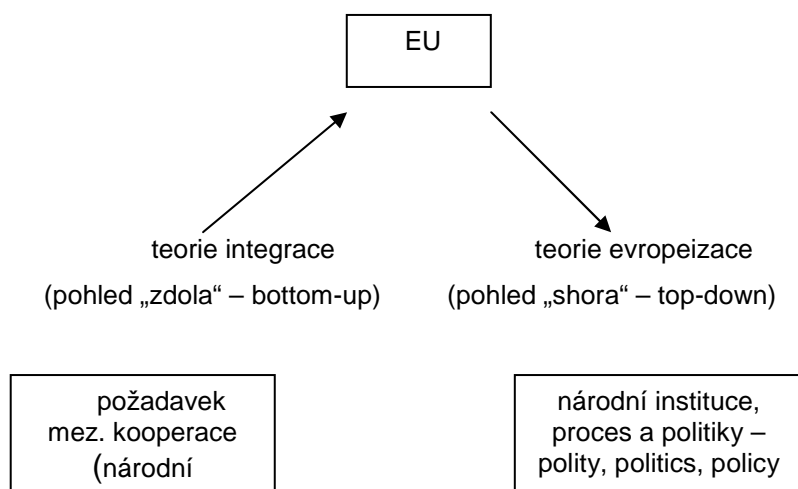 EU
teorie integrace
(pohled „zdola“ – bottom-up)
teorie evropeizace
(pohled „shora“ – top-down)
požadavek
mez. kooperace
(národní
národní instituce,
proces a politiky –
polity, politics, policy